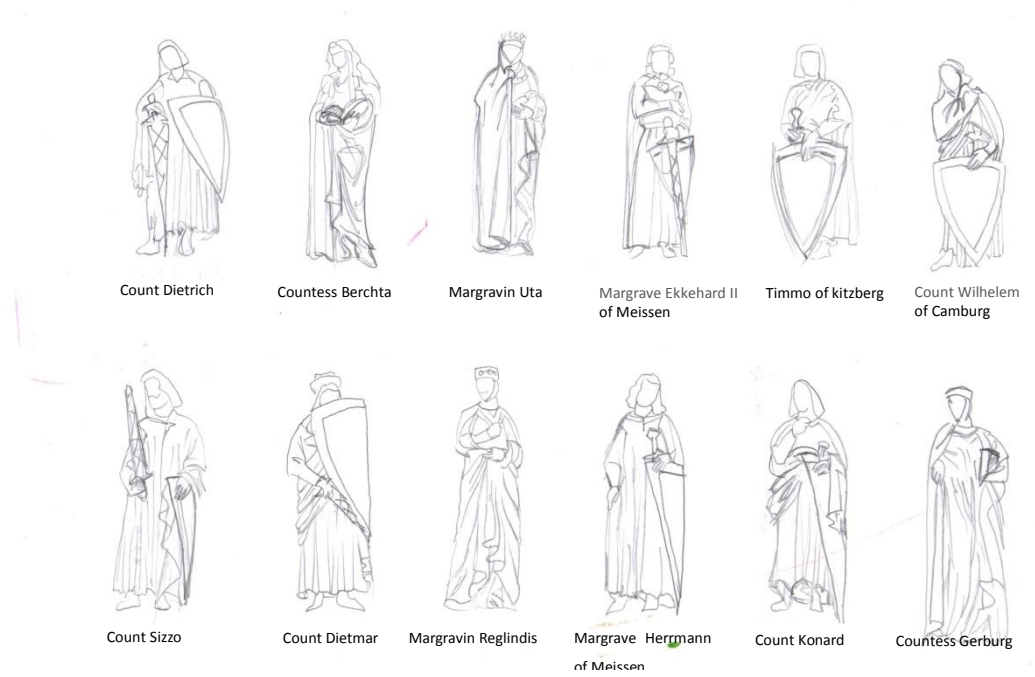 Count Dietrich
Countess Berchta
Margravin Uta
Margrave Ekkehard II
of Meissen
Timmo of kitzberg
Count Wilhelem
of Camburg
Count Sizzo
Count Dietmar
Margravin Reglindis
Margrave Herrmann
of Meissen
Count Konard
Countess Gerburg